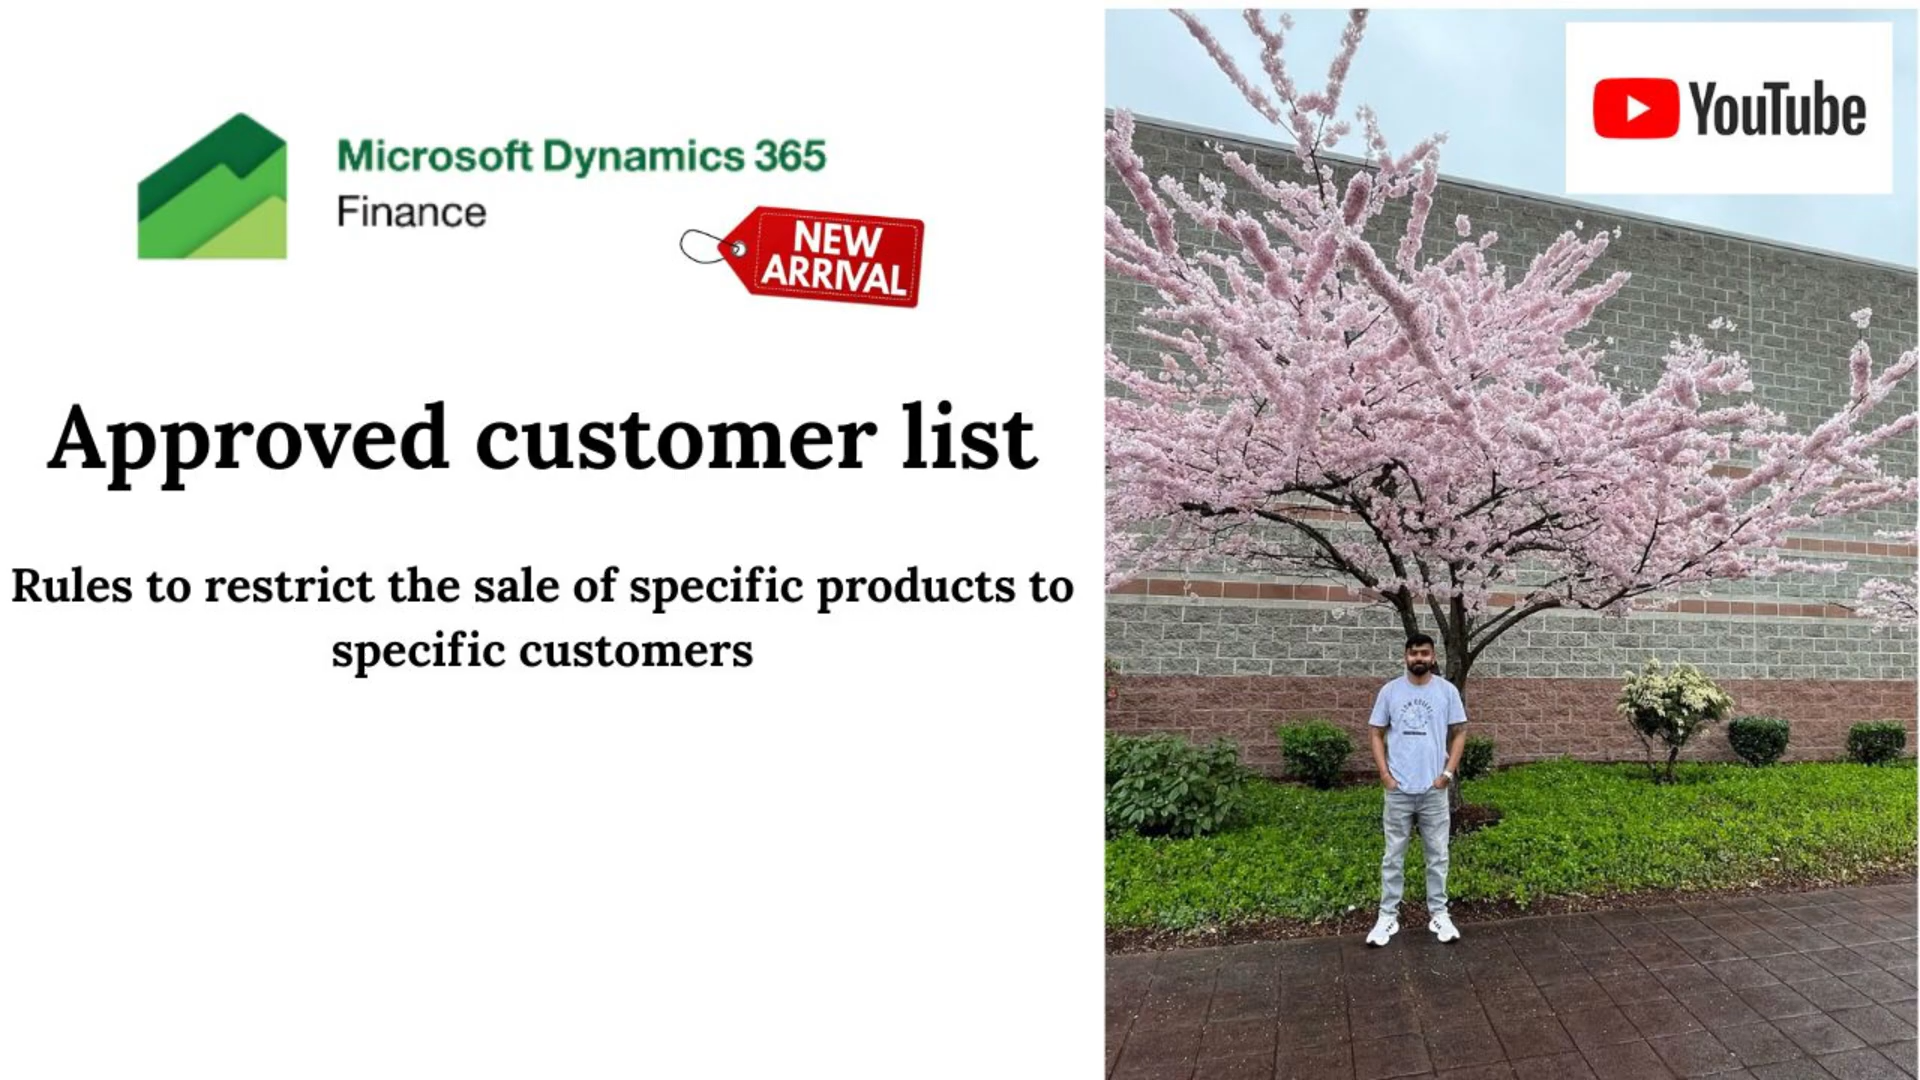 Microsoft Dynamics 365
Finance
NEW
ARRIVAL
YouTube
Approved customer list
Rules to restrict the sale of specific products to
specific customers